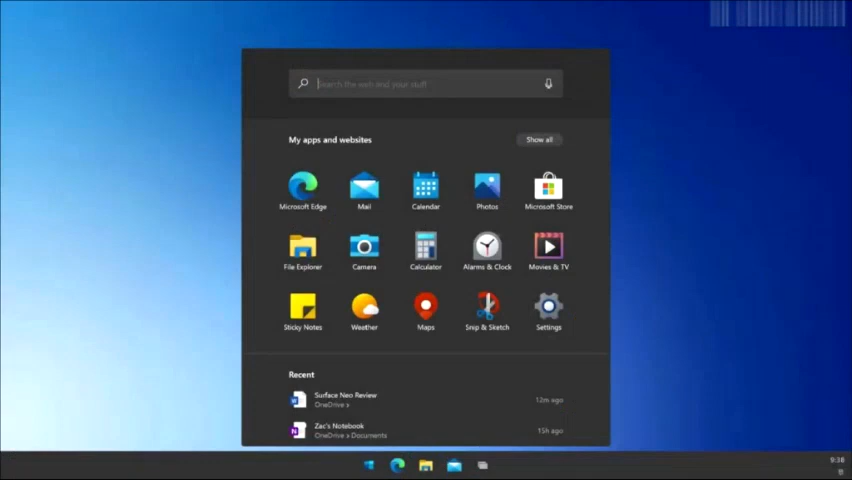 Search the web and your stuff
My apps and websites
Show all
Microsoft Edge
Mail
Calendar
Photos
Microsoft Store
File Explorer
Camera
Calculator
Alarms & Clock
Movies & TV
Sticky Notes
Weather
Maps
Snip & Sketch
Settings
Recent
Surface Neo Review
12m ago
OneDrive >
Zac's Notebook
15h ago
OneDrive > Documents
9:36